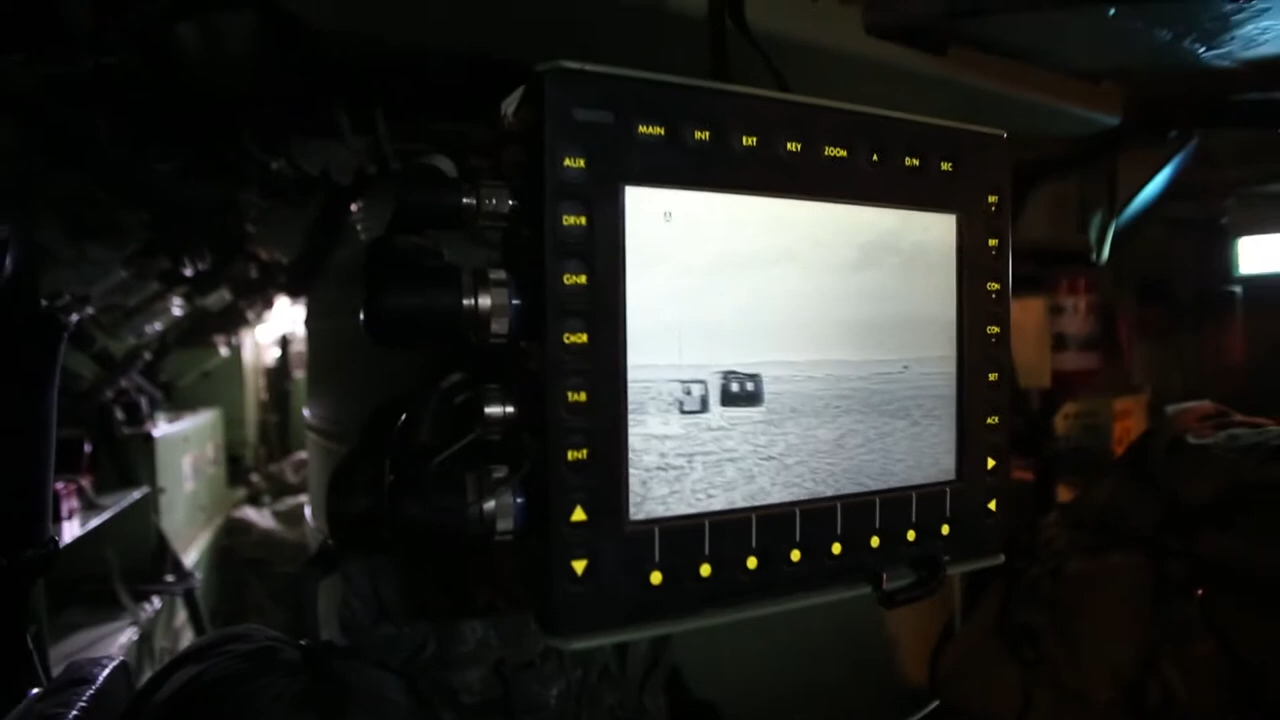 MAIN INT EXT KEY ZOOM A D/N SEC
AUX
DRVR
GNR
CMDR
TAB
ENT
BRT
BRT
CON
CON
SET
ACK